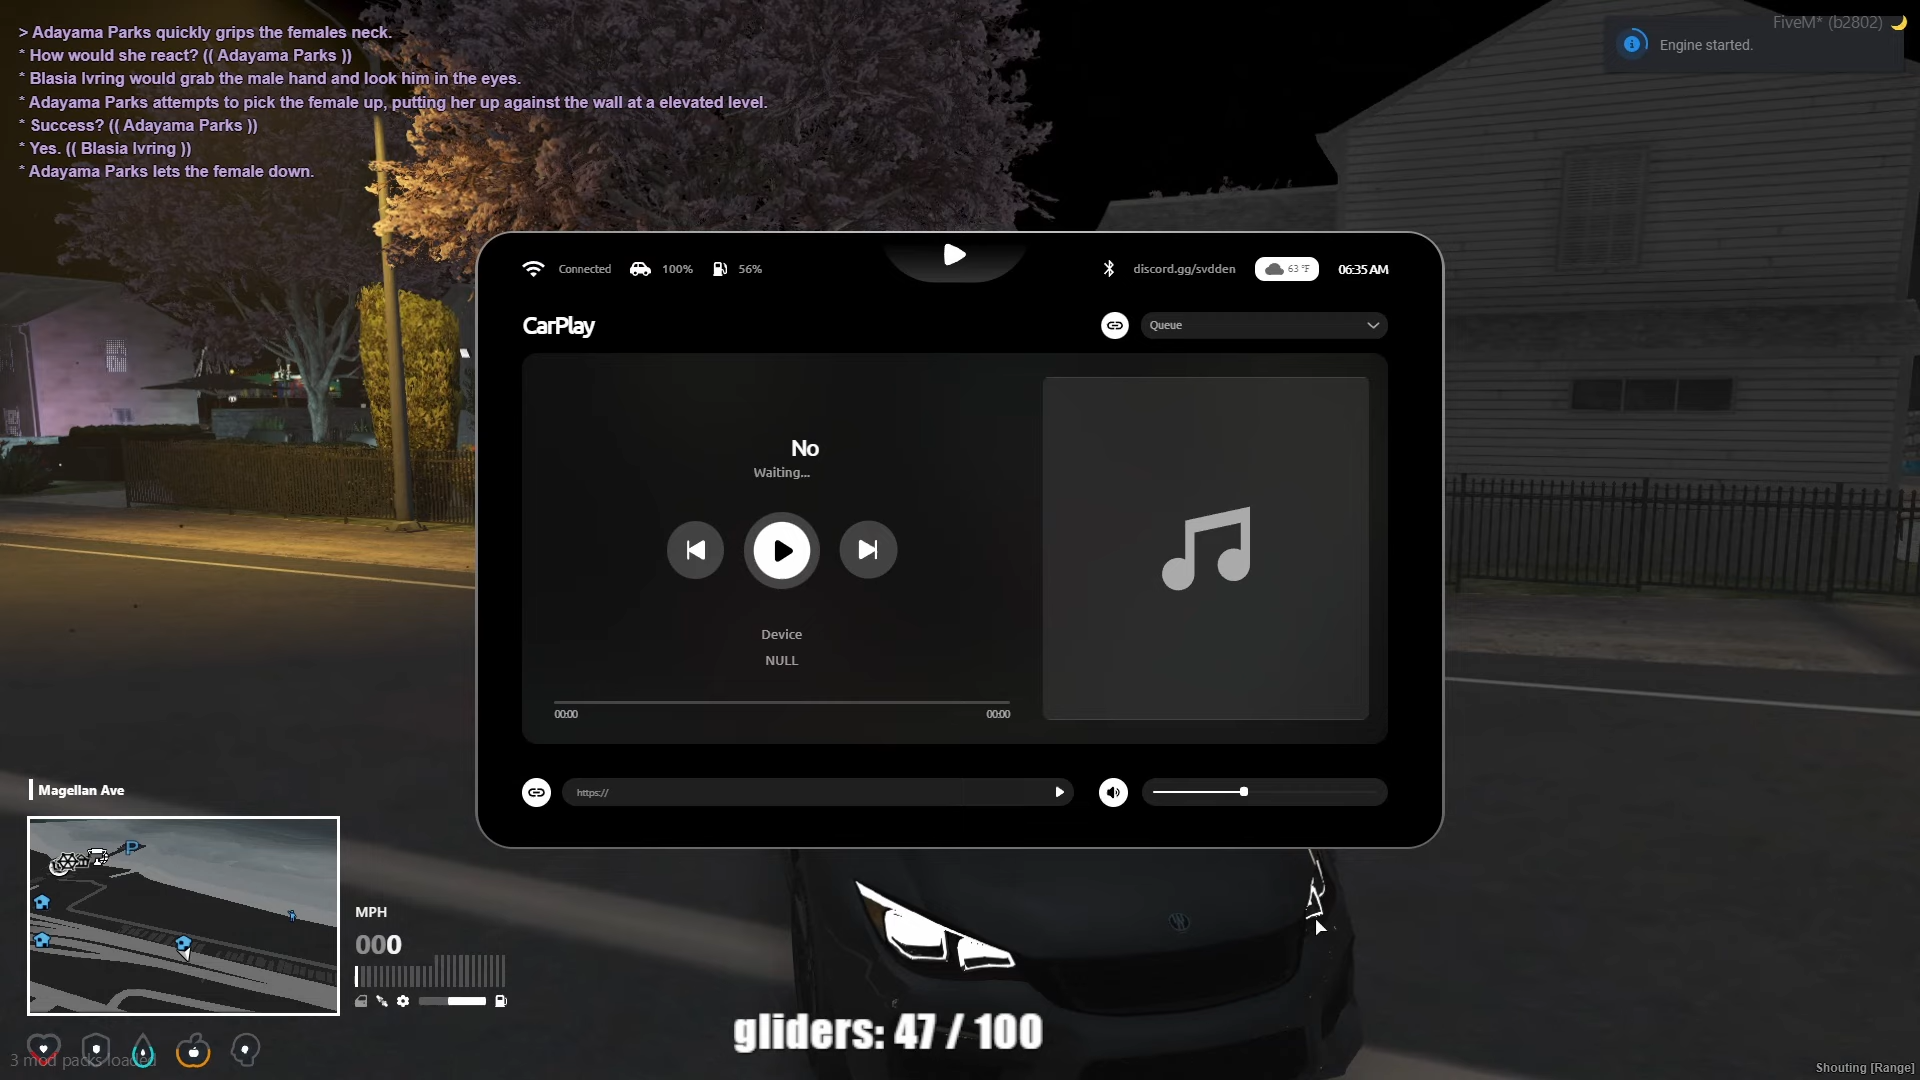 > Adayama Parks quickly grips the females neck.
* How would she react? (( Adayama Parks ))
* Blasia Ivring would grab the male hand and look him in the eyes.
* Adayama Parks attempts to pick the female up, putting her up against the wall at a elevated level.
* Success? (( Adayama Parks ))
* Yes. (( Blasia Ivring ))
* Adayama Parks lets the female down.
FiveM* (b2802)
Engine started.
Connected 100% 56%
discord.gg/svdden 63 °F 06:35 AM
CarPlay
Queue
No
Waiting...
Device
NULL
00:00 00:00
https://
Magellan Ave
P
MPH
000
gliders: 47 / 100
3 mod packs loaded
Shouting [Range]